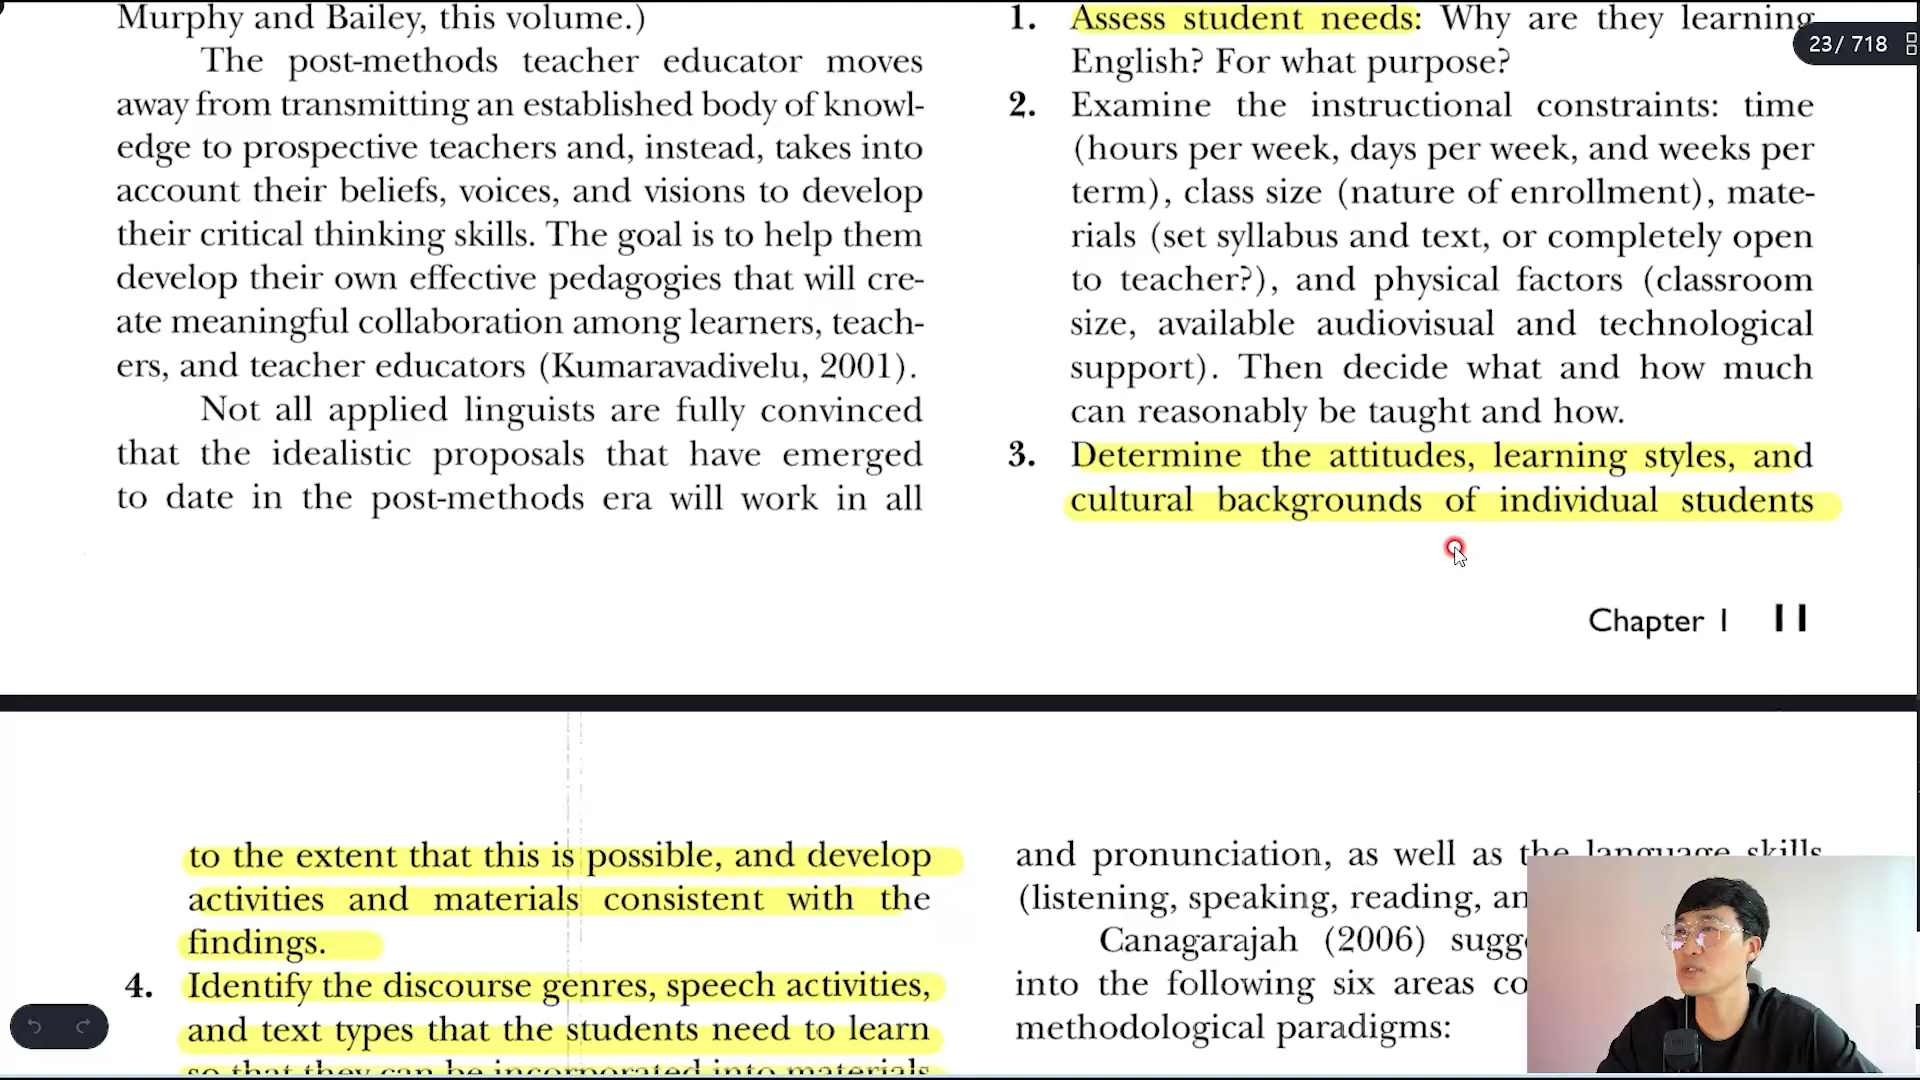 Murphy and Bailey, this volume.)
The post-methods teacher educator moves
away from transmitting an established body of knowl-
edge to prospective teachers and, instead, takes into
account their beliefs, voices, and visions to develop
their critical thinking skills. The goal is to help them
develop their own effective pedagogies that will cre-
ate meaningful collaboration among learners, teach-
ers, and teacher educators (Kumaravadivelu, 2001).
Not all applied linguists are fully convinced
that the idealistic proposals that have emerged
to date in the post-methods era will work in all
1. Assess student needs: Why are they learning
English? For what purpose?
2. Examine the instructional constraints: time
(hours per week, days per week, and weeks per
term), class size (nature of enrollment), mate-
rials (set syllabus and text, or completely open
to teacher?), and physical factors (classroom
size, available audiovisual and technological
support). Then decide what and how much
can reasonably be taught and how.
3. Determine the attitudes, learning styles, and
cultural backgrounds of individual students
23 / 718
Chapter 1 11
to the extent that this is possible, and develop
activities and materials consistent with the
findings.
4. Identify the discourse genres, speech activities,
and text types that the students need to learn
so that they can be incorporated into materials
and pronunciation, as well as the language skills
(listening, speaking, reading, an
Canagarajah (2006) sugg
into the following six areas co
methodological paradigms: